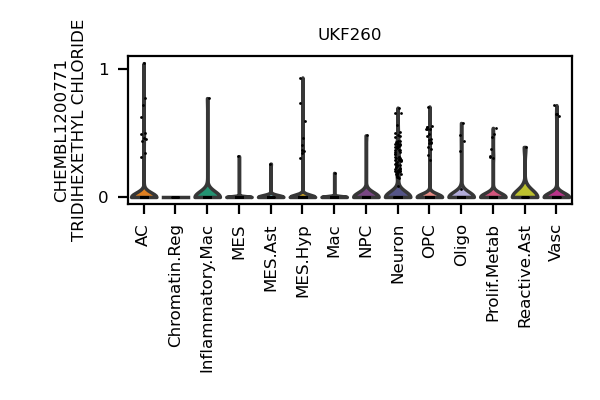 UKF260
CHEMBL1200771
TRIDIHEXETHYL CHLORIDE
1
0
AC
Chromatin.Reg
Inflammatory.Mac
MES
MES.Ast
MES.Hyp
Mac
NPC
Neuron
OPC
Oligo
Prolif.Metab
Reactive.Ast
Vasc